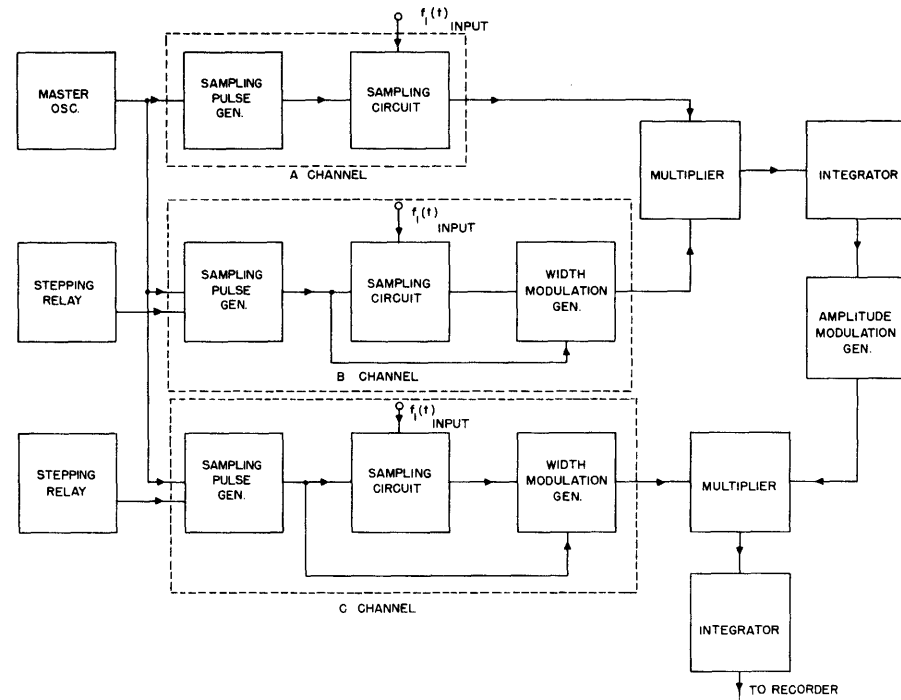 f₁(t)
INPUT
MASTER
OSC.
SAMPLING
PULSE
GEN.
SAMPLING
CIRCUIT
A CHANNEL
MULTIPLIER
INTEGRATOR
f₁(t)
INPUT
STEPPING
RELAY
SAMPLING
PULSE
GEN.
SAMPLING
CIRCUIT
WIDTH
MODULATION
GEN.
AMPLITUDE
MODULATION
GEN.
B CHANNEL
f₁(t)
INPUT
STEPPING
RELAY
SAMPLING
PULSE
GEN.
SAMPLING
CIRCUIT
WIDTH
MODULATION
GEN.
MULTIPLIER
C CHANNEL
INTEGRATOR
TO RECORDER